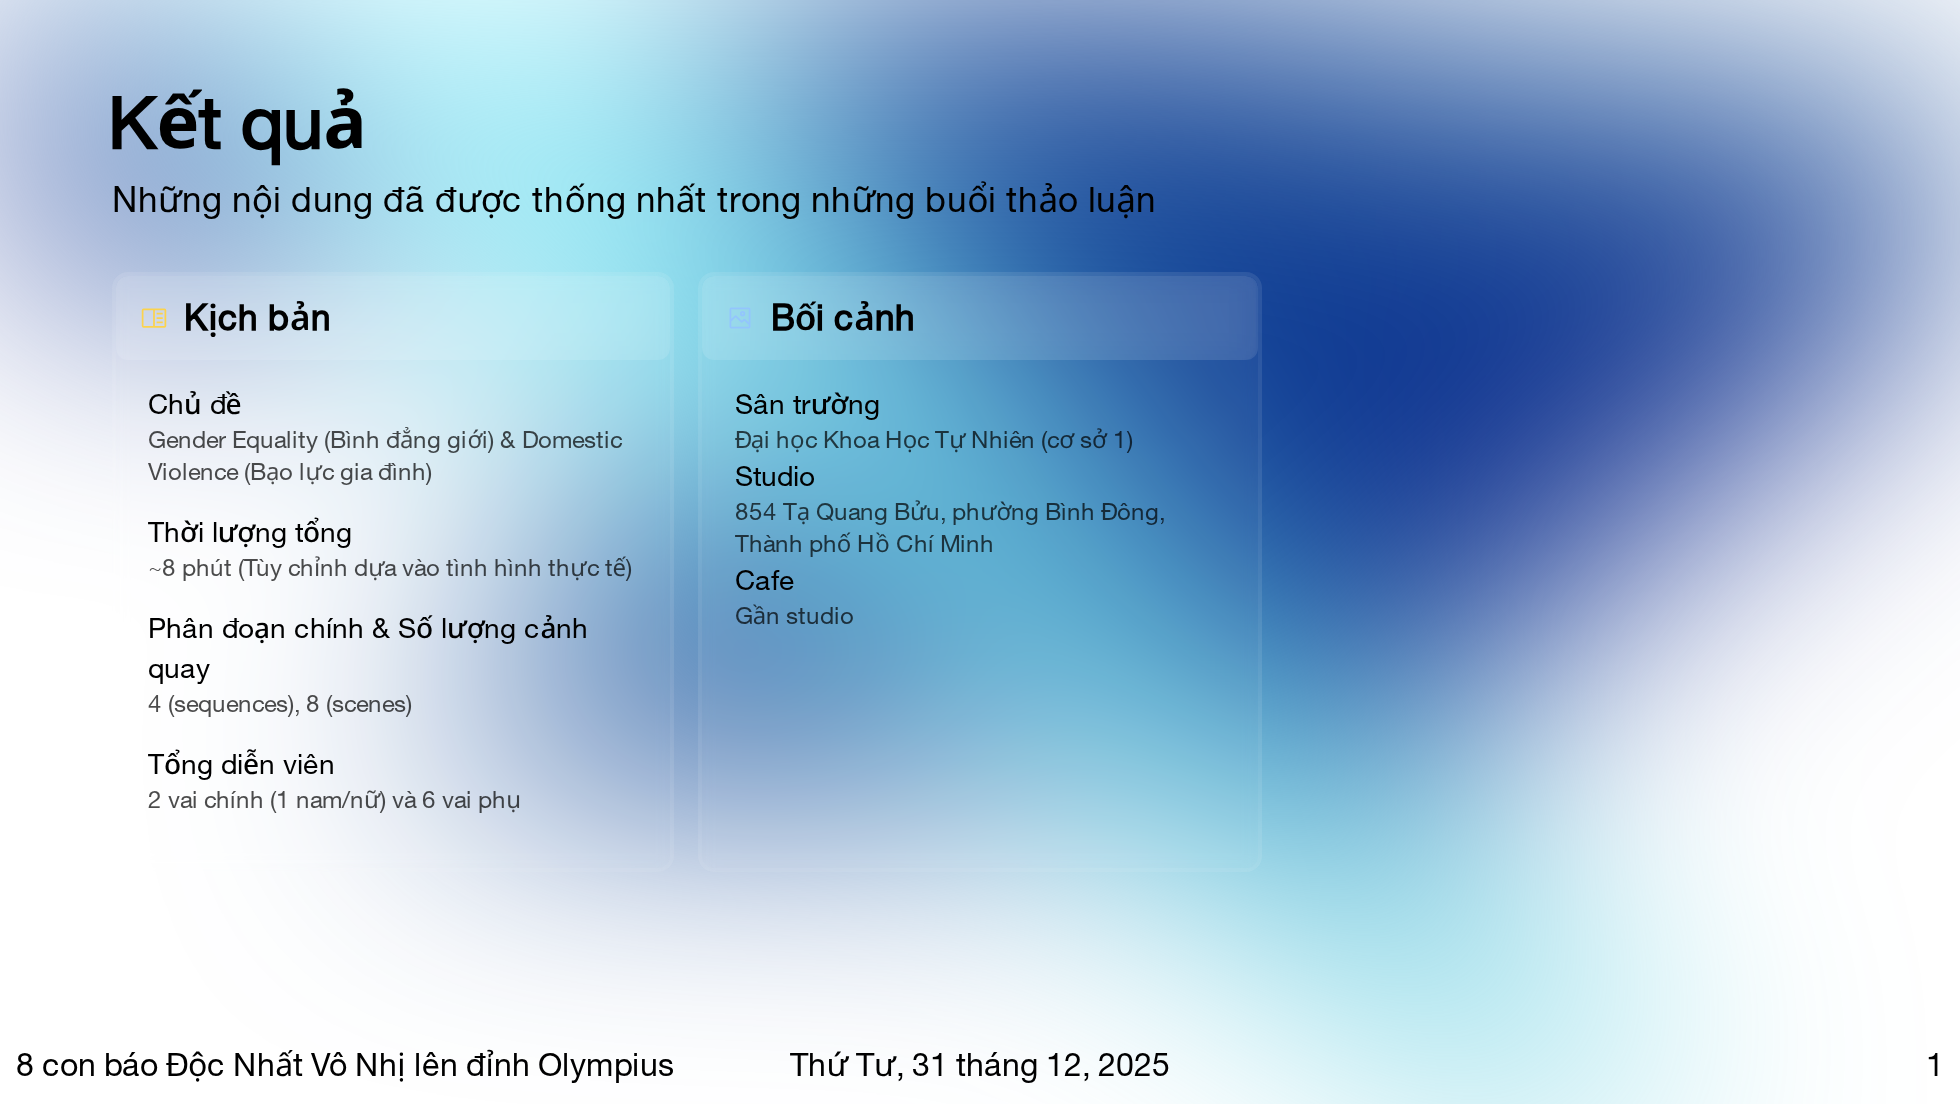 Kết quả
Những nội dung đã được thống nhất trong những buổi thảo luận
Kịch bản
Chủ đề
Gender Equality (Bình đẳng giới) & Domestic
Violence (Bạo lực gia đình)
Thời lượng tổng
~8 phút (Tùy chỉnh dựa vào tình hình thực tế)
Phân đoạn chính & Số lượng cảnh
quay
4 (sequences), 8 (scenes)
Tổng diễn viên
2 vai chính (1 nam/nữ) và 6 vai phụ
Bối cảnh
Sân trường
Đại học Khoa Học Tự Nhiên (cơ sở 1)
Studio
854 Tạ Quang Bửu, phường Bình Đông,
Thành phố Hồ Chí Minh
Cafe
Gần studio
8 con báo Độc Nhất Vô Nhị lên đỉnh Olympius
Thứ Tư, 31 tháng 12, 2025
1